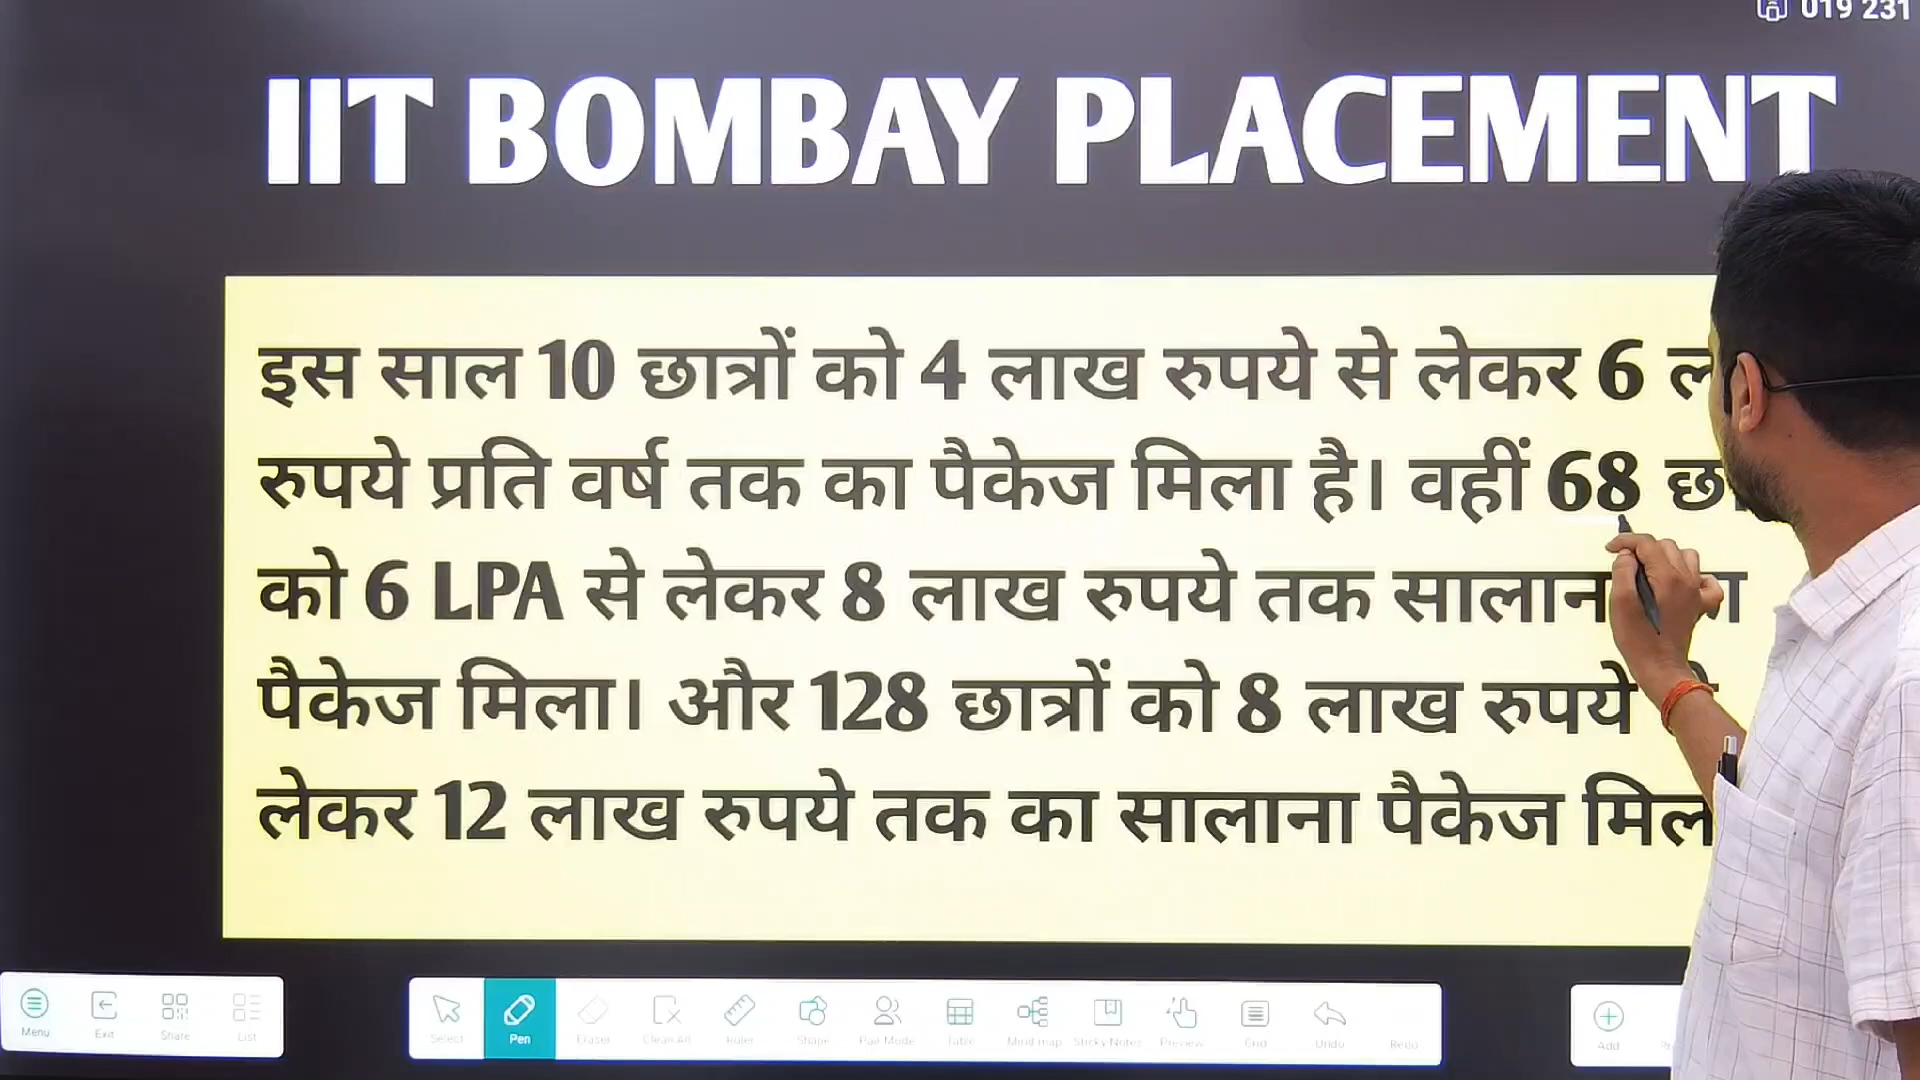 019 231
IIT BOMBAY PLACEMENT
इस साल 10 छात्रों को 4 लाख रुपये से लेकर 6
रुपये प्रति वर्ष तक का पैकेज मिला है। वहीं 68
को 6 LPA से लेकर 8 लाख रुपये तक सालाना
पैकेज मिला। और 128 छात्रों को 8 लाख रुपये
लेकर 12 लाख रुपये तक का सालाना पैकेज
Menu Exit Share List Select Pen Eraser Clean All Ruler Shape Pair Mode Table Mind map Sticky Notes Preview Grid Undo Redo Add